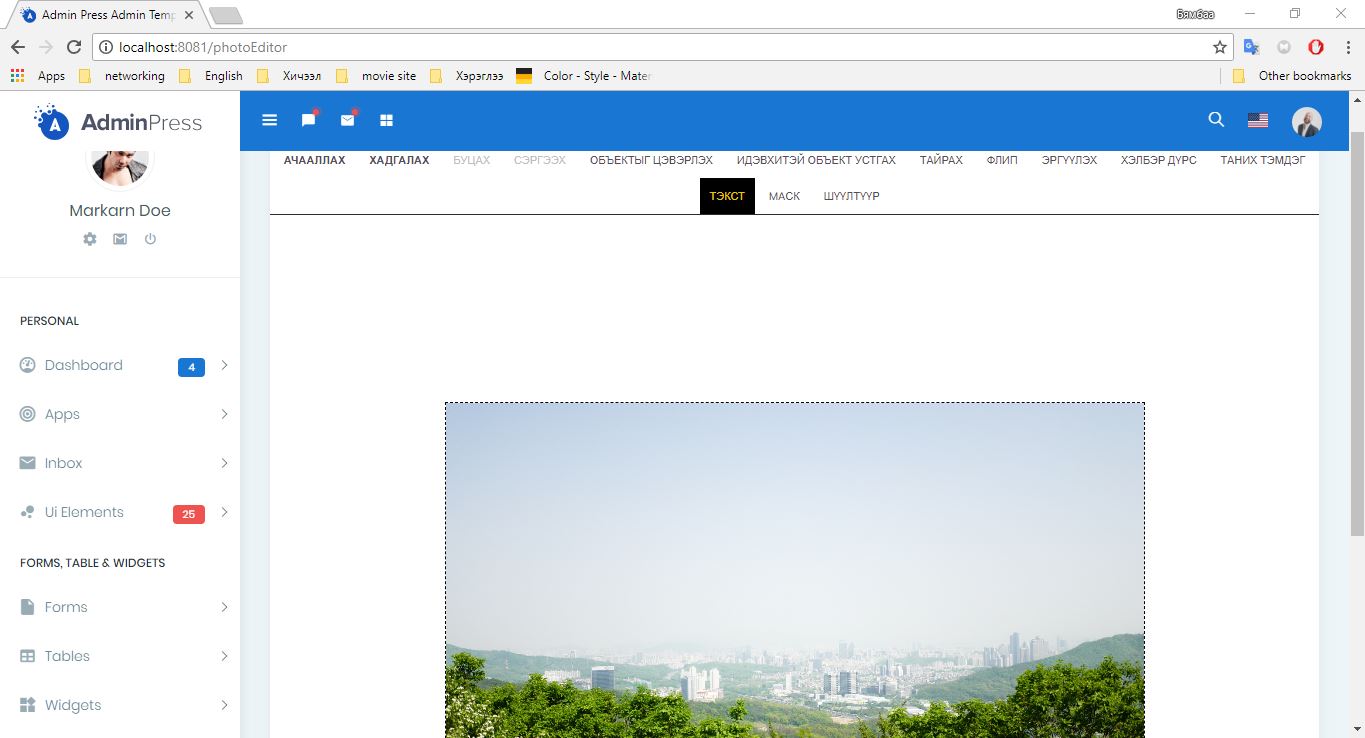 Admin Press Admin Temp
Бямбаа
localhost:8081/photoEditor
Apps networking English Хичээл movie site Хэрэглээ Color - Style - Mater Other bookmarks
A AdminPress
АЧААЛЛАХ ХАДГАЛАХ БУЦАХ СЭРГЭЭХ ОБЪЕКТЫГ ЦЭВЭРЛЭХ ИДЭВХИТЭЙ ОБЪЕКТ УСТГАХ ТАЙРАХ ФЛИП ЭРГҮҮЛЭХ ХЭЛБЭР ДҮРС ТАНИХ ТЭМДЭГ
ТЭКСТ МАСК ШҮҮЛТҮҮР
Markarn Doe
PERSONAL
Dashboard 4
Apps
Inbox
Ui Elements 25
FORMS, TABLE & WIDGETS
Forms
Tables
Widgets